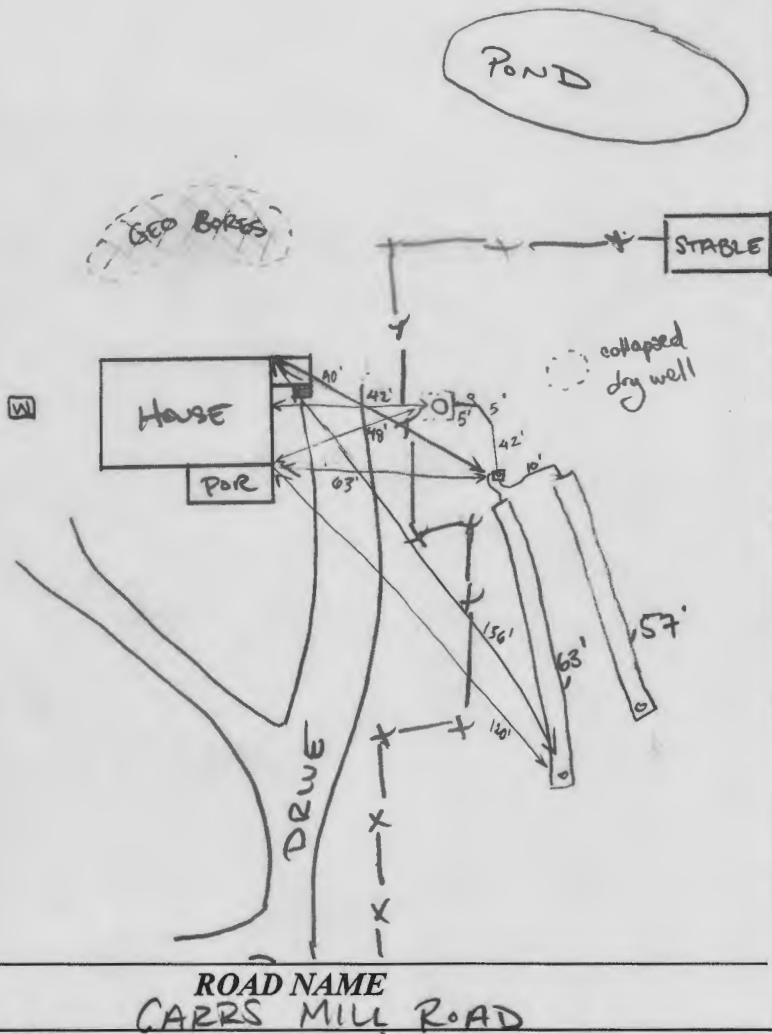 POND
GEO BORES
STABLE
collapsed
dry well
W
HOUSE
POR
90'
42'
48'
63'
5'
5'
42'
10'
156'
120'
63'
57'
DRIVE
ROAD NAME
CARRS MILL ROAD